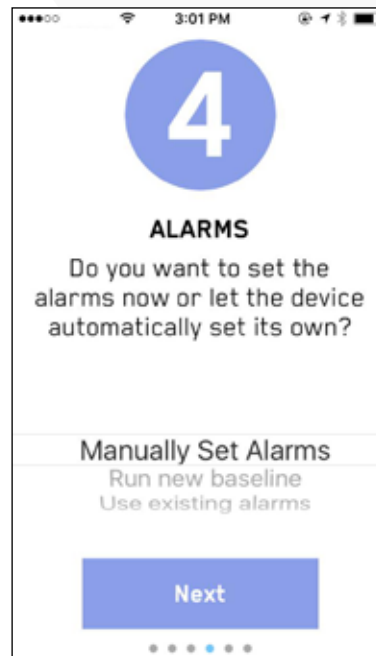 3:01 PM
4
ALARMS
Do you want to set the
alarms now or let the device
automatically set its own?
Manually Set Alarms
Run new baseline
Use existing alarms
Next